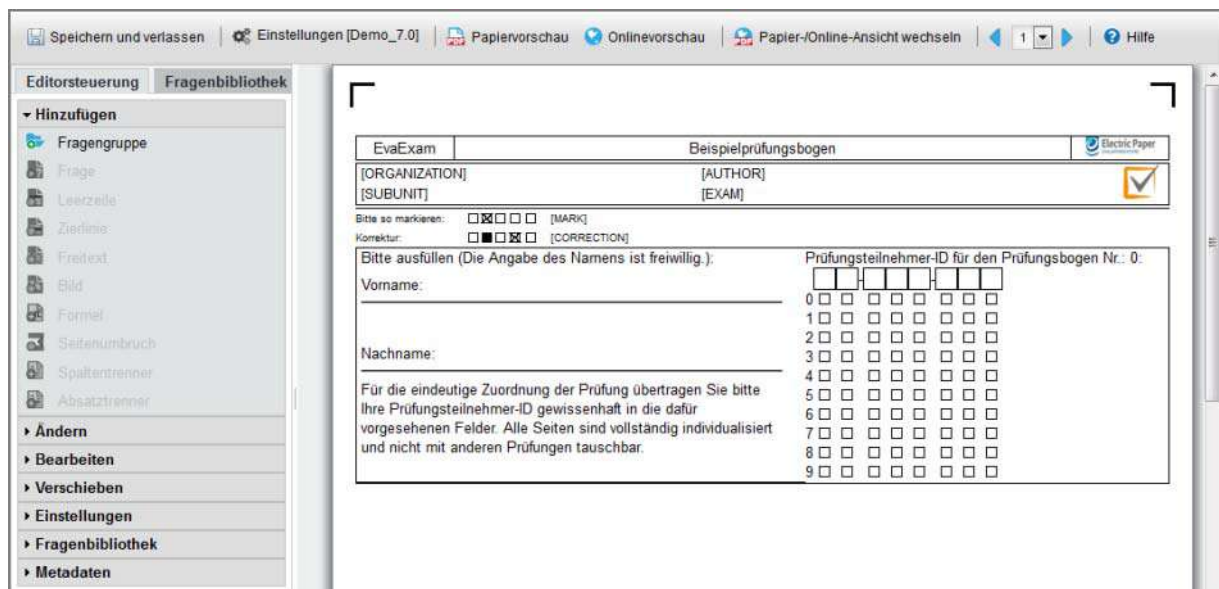 Speichern und verlassen Einstellungen [Demo_7.0] Papiervorschau Onlinevorschau Papier-/Online-Ansicht wechseln 1 Hilfe
Editorsteuerung Fragenbibliothek
Hinzufügen
Fragengruppe
Frage
Leerzeile
Zierlinie
Freitext
Bild
Formel
Seitenumbruch
Spaltentrenner
Absatztrenner
Ändern
Bearbeiten
Verschieben
Einstellungen
Fragenbibliothek
Metadaten
EvaExam Beispielprüfungsbogen Electric Paper
[ORGANIZATION] [AUTHOR]
[SUBUNIT] [EXAM]
Bitte so markieren: [MARK]
Korrektur: [CORRECTION]
Bitte ausfüllen (Die Angabe des Namens ist freiwillig.):
Vorname:
Nachname:
Für die eindeutige Zuordnung der Prüfung übertragen Sie bitte
Ihre Prüfungsteilnehmer-ID gewissenhaft in die dafür
vorgesehenen Felder. Alle Seiten sind vollständig individualisiert
und nicht mit anderen Prüfungen tauschbar.
Prüfungsteilnehmer-ID für den Prüfungsbogen Nr.: 0:
0
1
2
3
4
5
6
7
8
9